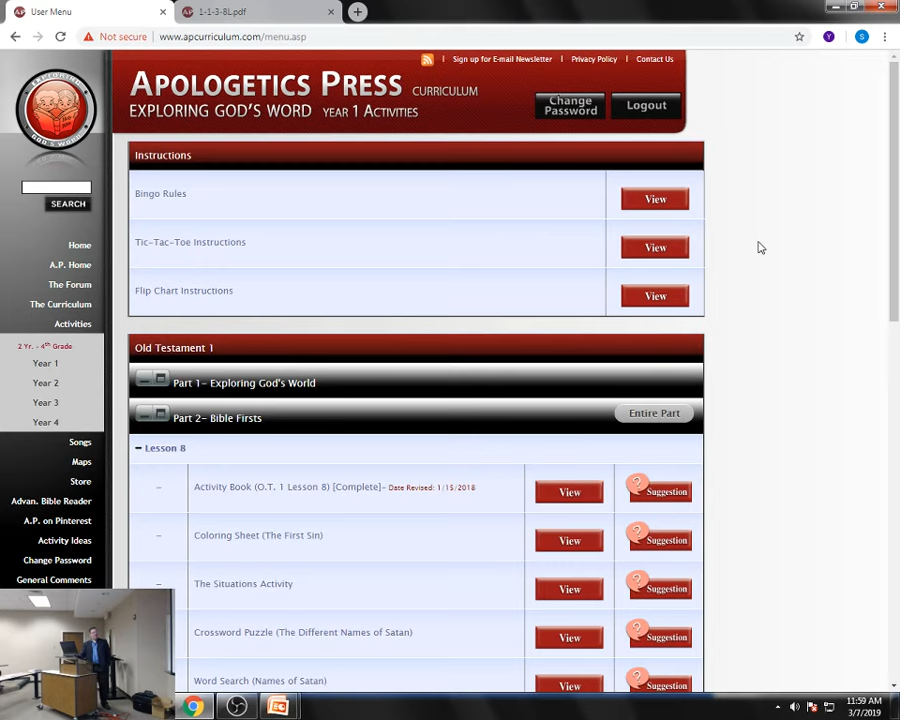 User Menu
1-1-3-8L.pdf
Not secure
www.apcurriculum.com/menu.asp
Sign up for E-mail Newsletter
Privacy Policy
Contact Us
APOLOGETICS PRESS CURRICULUM
EXPLORING GOD'S WORD YEAR 1 ACTIVITIES
Change Password
Logout
EXPLORING GOD'S WORD
SEARCH
Home
A.P. Home
The Forum
The Curriculum
Activities
2 Yr. - 4th Grade
Year 1
Year 2
Year 3
Year 4
Songs
Maps
Store
Advan. Bible Reader
A.P. on Pinterest
Activity Ideas
Change Password
General Comments
Instructions
Bingo Rules
View
Tic-Tac-Toe Instructions
View
Flip Chart Instructions
View
Old Testament 1
Part 1- Exploring God's World
Part 2- Bible Firsts
Entire Part
Lesson 8
Activity Book (O.T. 1 Lesson 8) [Complete]- Date Revised: 1/15/2018
View
Suggestion
Coloring Sheet (The First Sin)
View
Suggestion
The Situations Activity
View
Suggestion
Crossword Puzzle (The Different Names of Satan)
View
Suggestion
Word Search (Names of Satan)
View
Suggestion
11:59 AM
3/7/2019